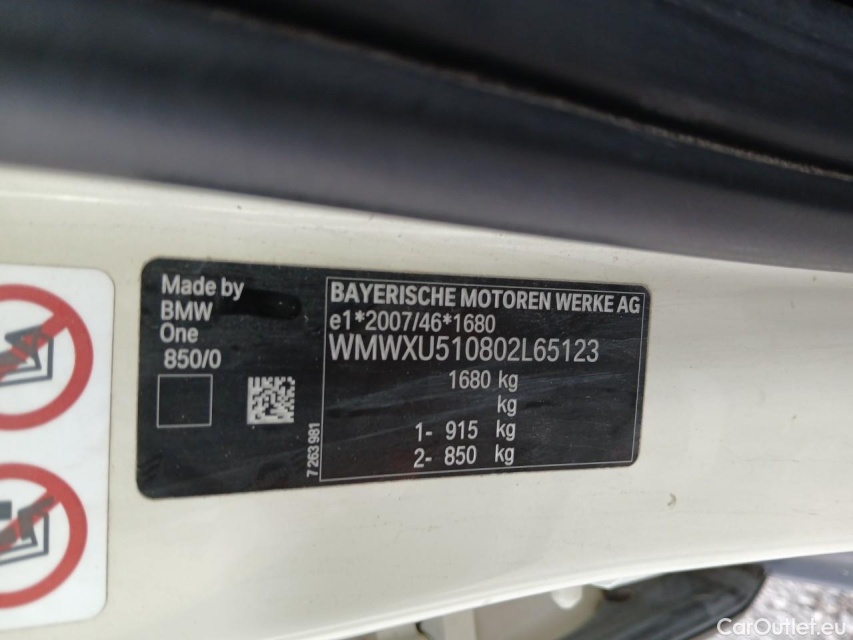 Made by
BMW
One
850/0
7 263 981
BAYERISCHE MOTOREN WERKE AG
e1*2007/46*1680
WMWXU510802L65123
1680 kg
kg
1- 915 kg
2- 850 kg
CarOutlet.eu